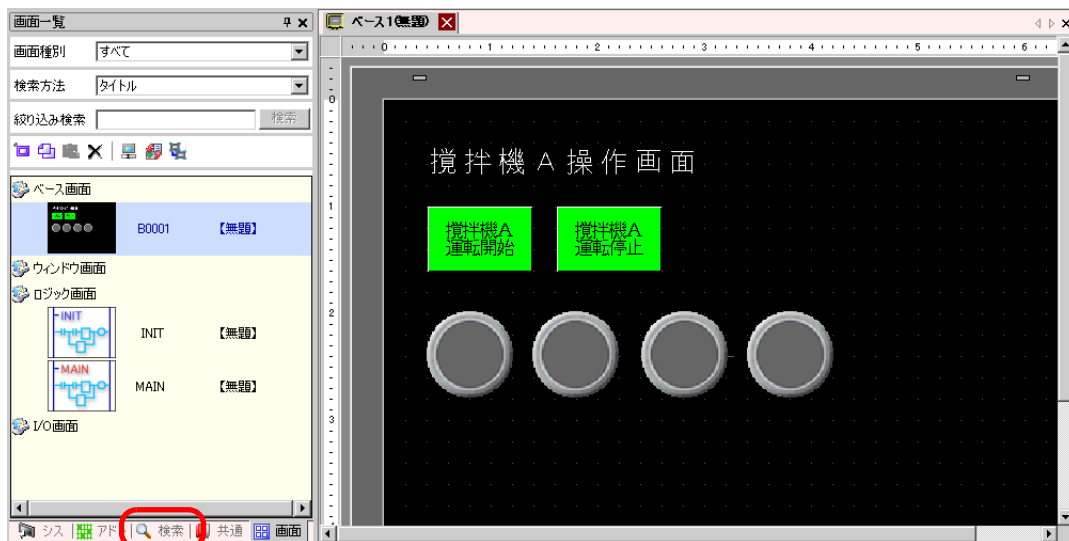 画面一覧
画面種別 すべて
検索方法 タイトル
絞り込み検索 検索
ベース画面
B0001 【無題】
ウィンドウ画面
ロジック画面
INIT
INIT 【無題】
MAIN
MAIN 【無題】
I/O画面
シス アド 検索 共通 画面
ベース1(無題)
0 1 2 3 4 5 6
0
1
2
3
攪拌機A操作画面
攪拌機A
運転開始
攪拌機A
運転停止